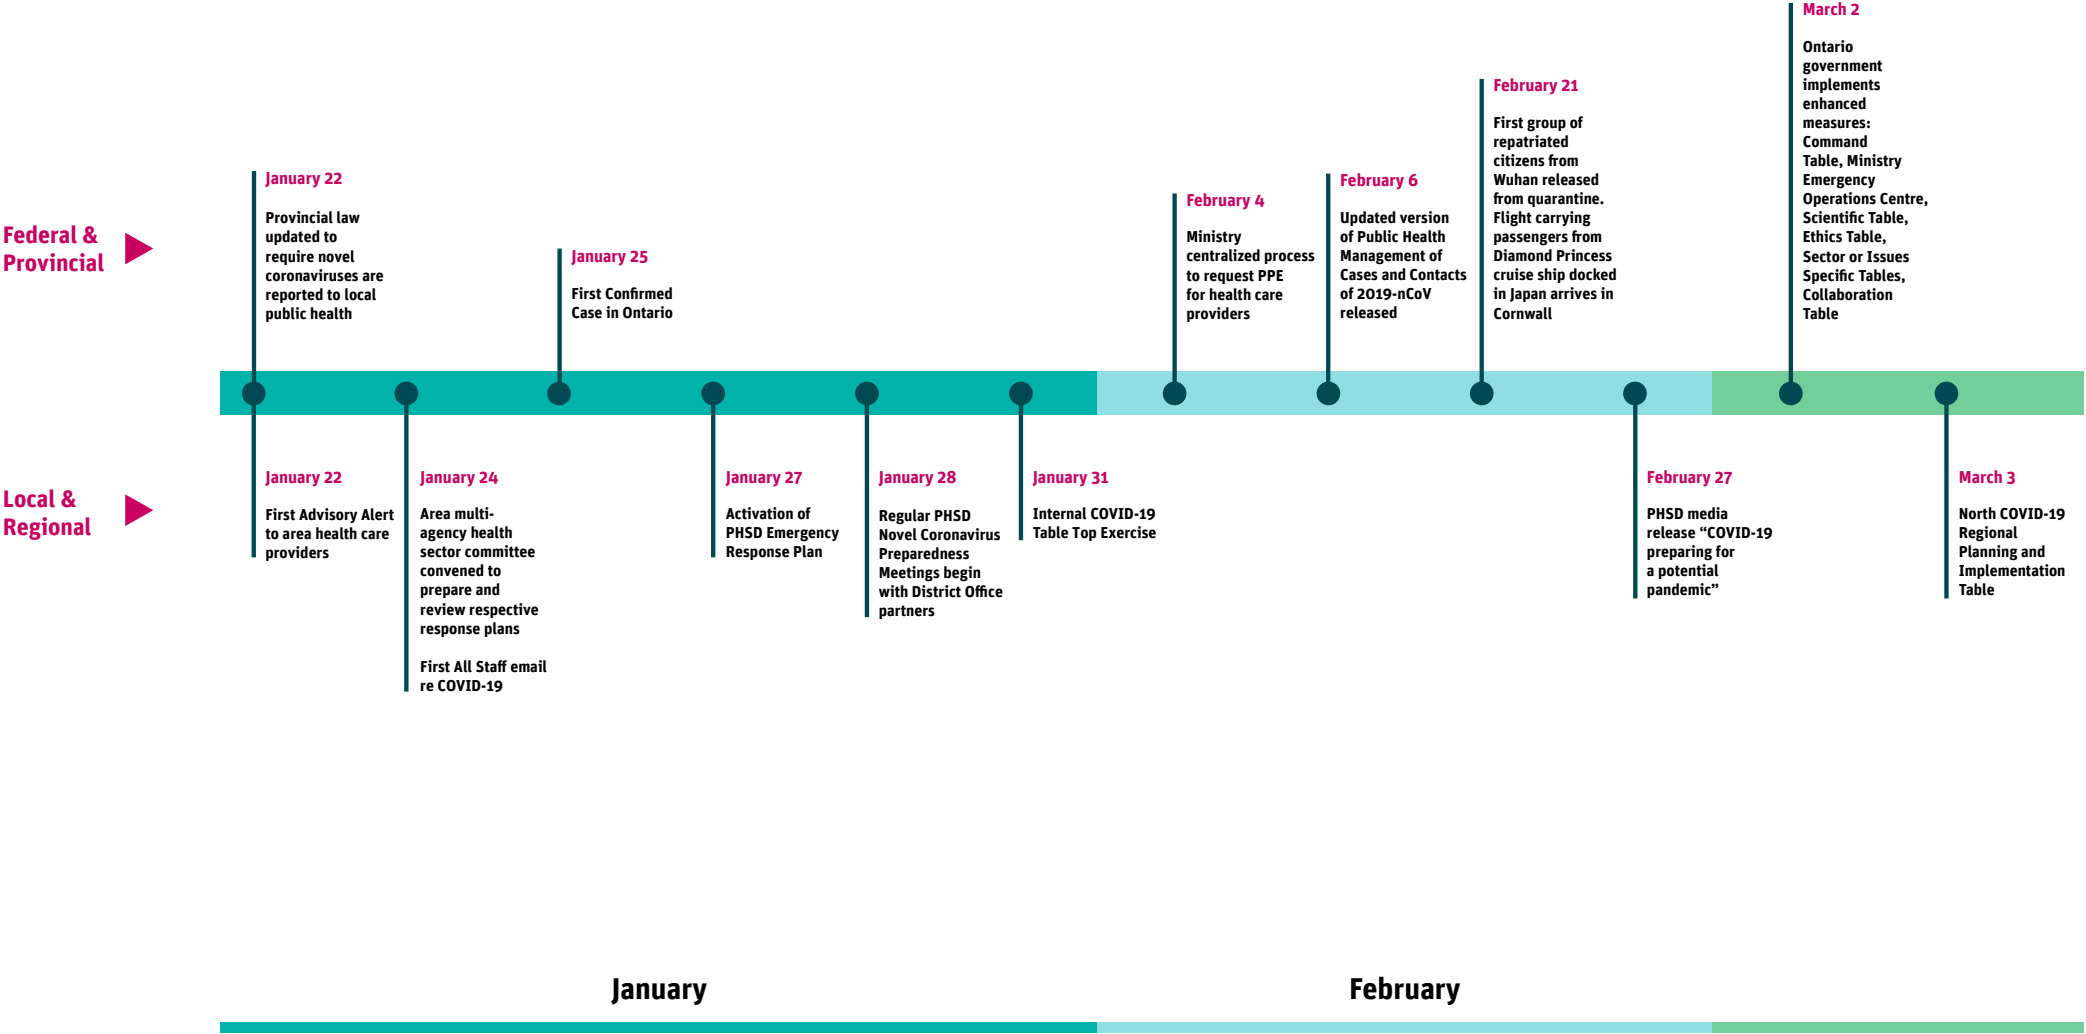 Federal &
Provincial
January 22
Provincial law
updated to
require novel
coronaviruses are
reported to local
public health
January 25
First Confirmed
Case in Ontario
February 4
Ministry
centralized process
to request PPE
for health care
providers
February 6
Updated version
of Public Health
Management of
Cases and Contacts
of 2019-nCoV
released
February 21
First group of
repatriated
citizens from
Wuhan released
from quarantine.
Flight carrying
passengers from
Diamond Princess
cruise ship docked
in Japan arrives in
Cornwall
March 2
Ontario
government
implements
enhanced
measures:
Command
Table, Ministry
Emergency
Operations Centre,
Scientific Table,
Ethics Table,
Sector or Issues
Specific Tables,
Collaboration
Table
Local &
Regional
January 22
First Advisory Alert
to area health care
providers
January 24
Area multi-
agency health
sector committee
convened to
prepare and
review respective
response plans
First All Staff email
re COVID-19
January 27
Activation of
PHSD Emergency
Response Plan
January 28
Regular PHSD
Novel Coronavirus
Preparedness
Meetings begin
with District Office
partners
January 31
Internal COVID-19
Table Top Exercise
February 27
PHSD media
release “COVID-19
preparing for
a potential
pandemic”
March 3
North COVID-19
Regional
Planning and
Implementation
Table
January
February